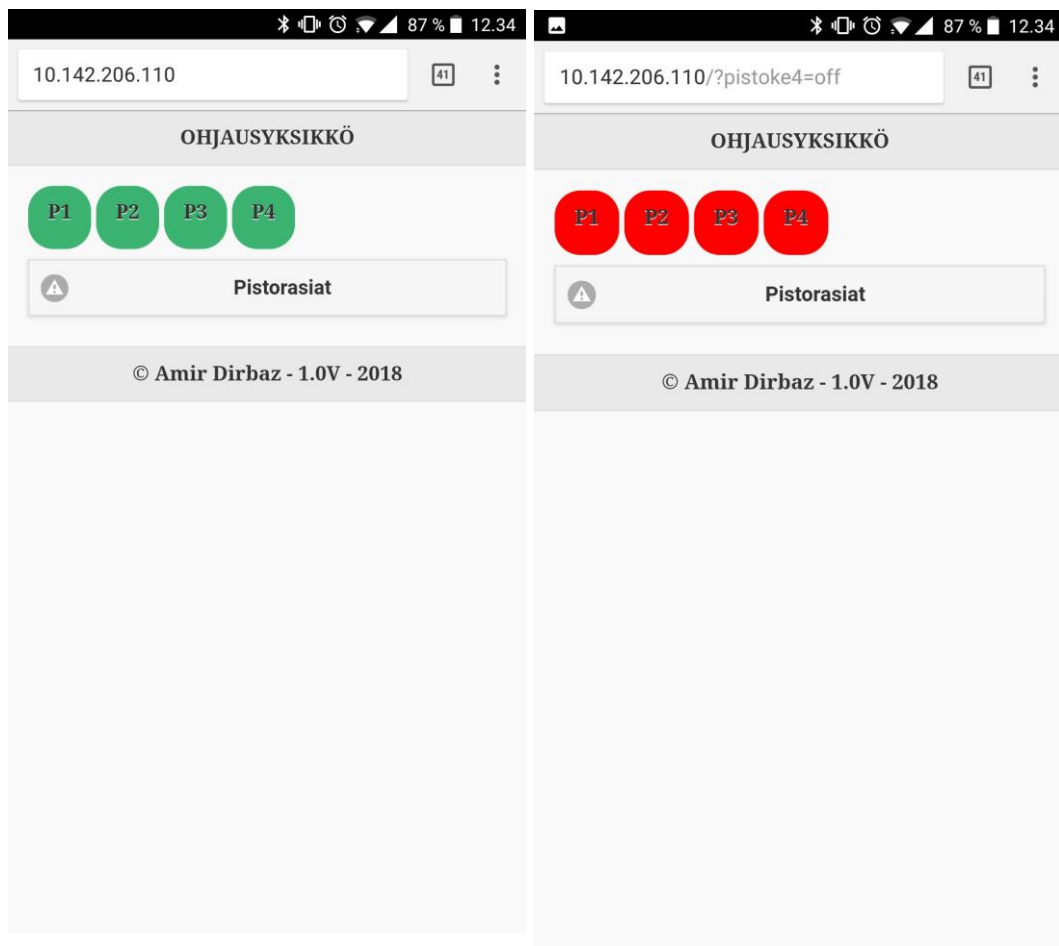 87 % 12.34
10.142.206.110 41
OHJAUSYKSIKKÖ
P1 P2 P3 P4
Pistorasiat
© Amir Dirbaz - 1.0V - 2018
87 % 12.34
10.142.206.110/?pistoke4=off 41
OHJAUSYKSIKKÖ
P1 P2 P3 P4
Pistorasiat
© Amir Dirbaz - 1.0V - 2018